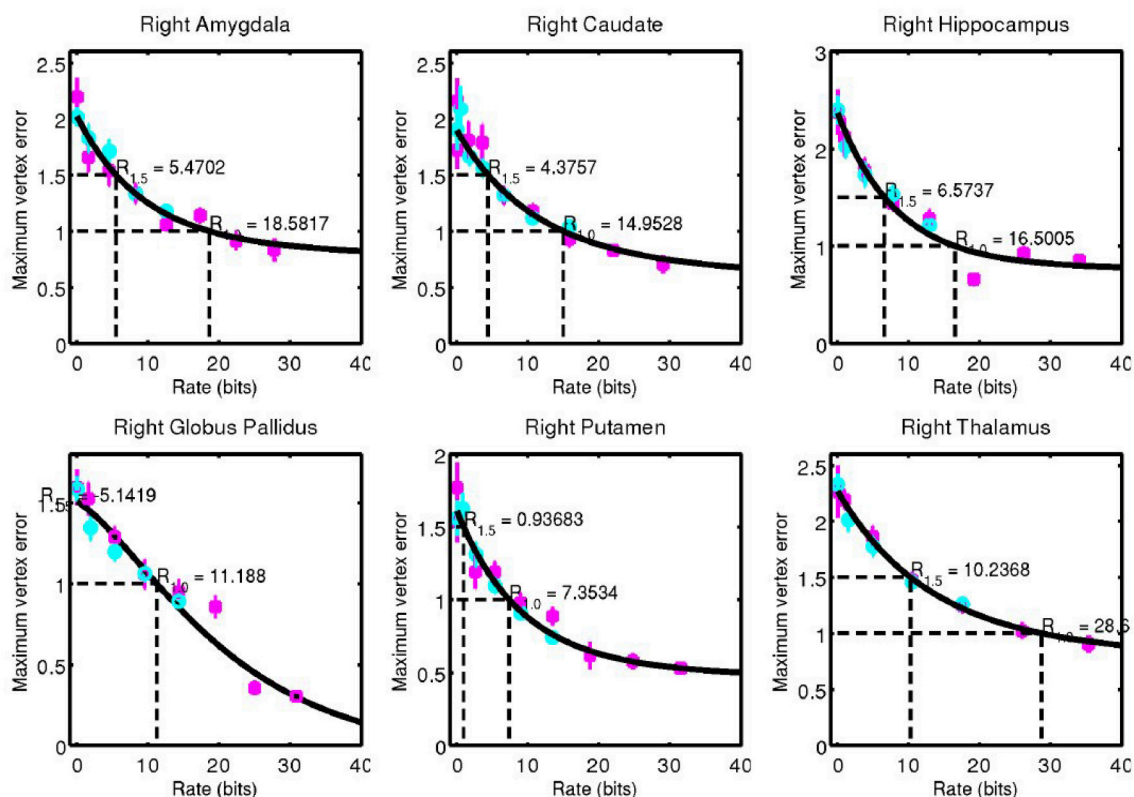 Right Amygdala
Maximum vertex error
2.5
2
1.5
1
0.5
0
R1.5 = 5.4702
R1.0 = 18.5817
0 10 20 30 40
Rate (bits)
Right Caudate
Maximum vertex error
2.5
2
1.5
1
0.5
0
R1.5 = 4.3757
R1.0 = 14.9528
0 10 20 30 40
Rate (bits)
Right Hippocampus
Maximum vertex error
3
2
1
0
R1.5 = 6.5737
R1.0 = 16.5005
0 10 20 30 40
Rate (bits)
Right Globus Pallidus
Maximum vertex error
1.5
1
0.5
0
R1.5 = -5.1419
R1.0 = 11.188
0 10 20 30 40
Rate (bits)
Right Putamen
Maximum vertex error
2
1.5
1
0.5
0
R1.5 = 0.93683
R1.0 = 7.3534
0 10 20 30 40
Rate (bits)
Right Thalamus
Maximum vertex error
2.5
2
1.5
1
0.5
0
R1.5 = 10.2368
R1.0 = 28.6
0 10 20 30 40
Rate (bits)